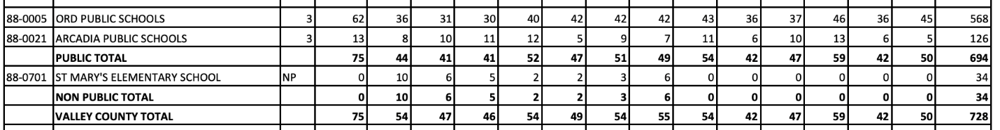 88-0005 ORD PUBLIC SCHOOLS 3 62 36 31 30 40 42 42 42 43 36 37 46 36 45 568
88-0021 ARCADIA PUBLIC SCHOOLS 3 13 8 10 11 12 5 9 7 11 6 10 13 6 5 126
PUBLIC TOTAL 75 44 41 41 52 47 51 49 54 42 47 59 42 50 694
88-0701 ST MARY'S ELEMENTARY SCHOOL NP 0 10 6 5 2 2 3 6 0 0 0 0 0 0 34
NON PUBLIC TOTAL 0 10 6 5 2 2 3 6 0 0 0 0 0 0 34
VALLEY COUNTY TOTAL 75 54 47 46 54 49 54 55 54 42 47 59 42 50 728